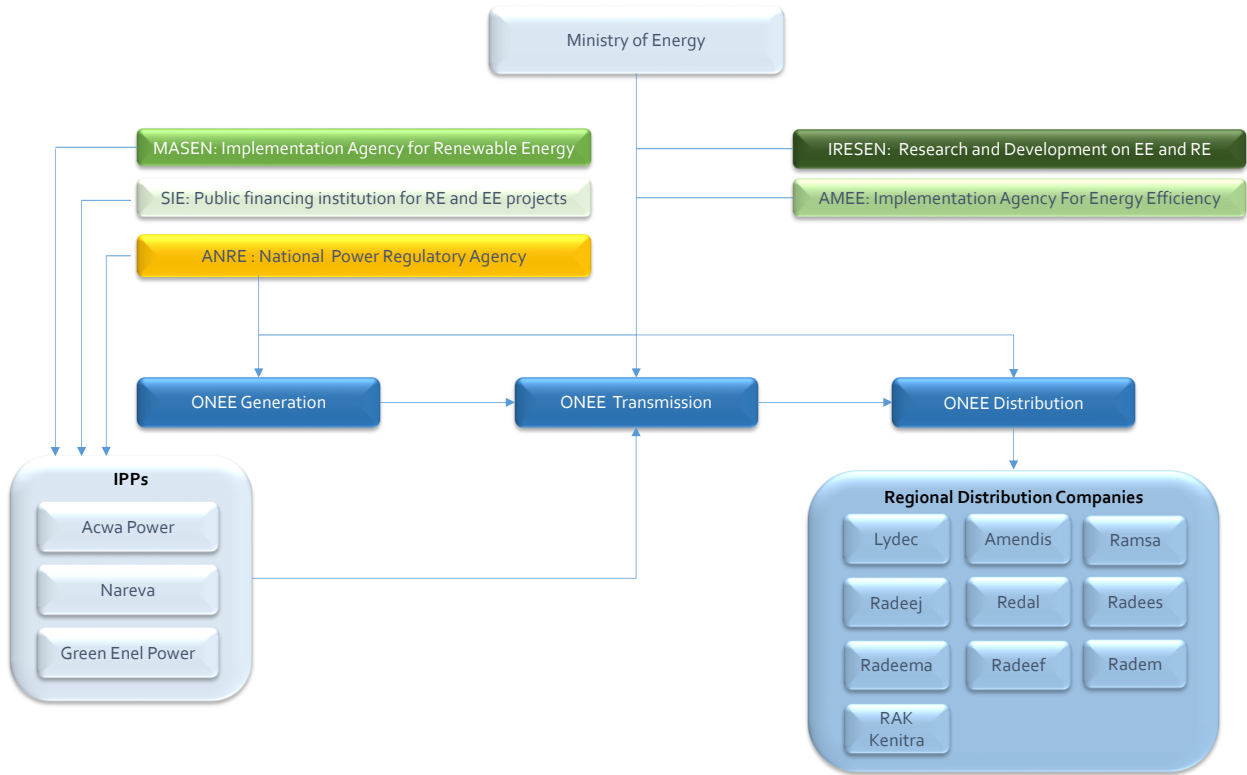 Ministry of Energy
MASEN: Implementation Agency for Renewable Energy
IRESEN: Research and Development on EE and RE
SIE: Public financing institution for RE and EE projects
AMEE: Implementation Agency For Energy Efficiency
ANRE : National Power Regulatory Agency
ONEE Generation
ONEE Transmission
ONEE Distribution
IPPs
Acwa Power
Nareva
Green Enel Power
Regional Distribution Companies
Lydec
Amendis
Ramsa
Radeej
Redal
Radees
Radeema
Radeef
Radem
RAK
Kenitra